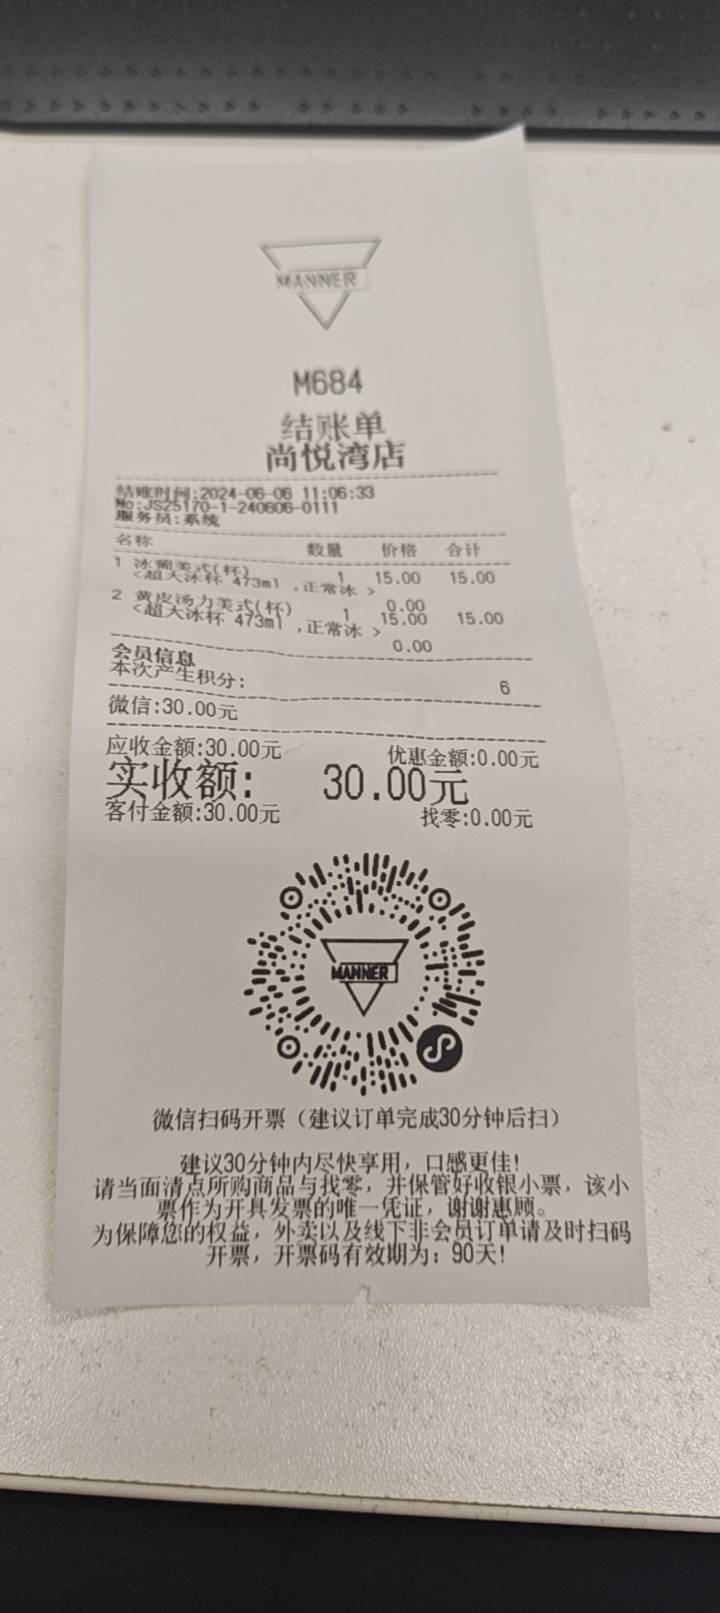 MANNER
M684
结账单
尚悦湾店
结账时间:2024-06-06 11:06:33
No:JS25170-1-240606-0111
服务员:系统
名称 数量 价格 合计
1 冰葡美式(杯) 1 15.00 15.00
<超大冰杯 473ml ,正常冰 >
0.00
2 黄皮汤力美式(杯) 1 15.00 15.00
<超大冰杯 473ml ,正常冰 >
0.00
会员信息
本次产生积分: 6
微信:30.00元
应收金额:30.00元 优惠金额:0.00元
实收额: 30.00元
客付金额:30.00元 找零:0.00元
MANNER
微信扫码开票（建议订单完成30分钟后扫）
建议30分钟内尽快享用，口感更佳!
请当面清点所购商品与找零，并保管好收银小票，该小
票作为开具发票的唯一凭证，谢谢惠顾。
为保障您的权益，外卖以及线下非会员订单请及时扫码
开票，开票码有效期为：90天!